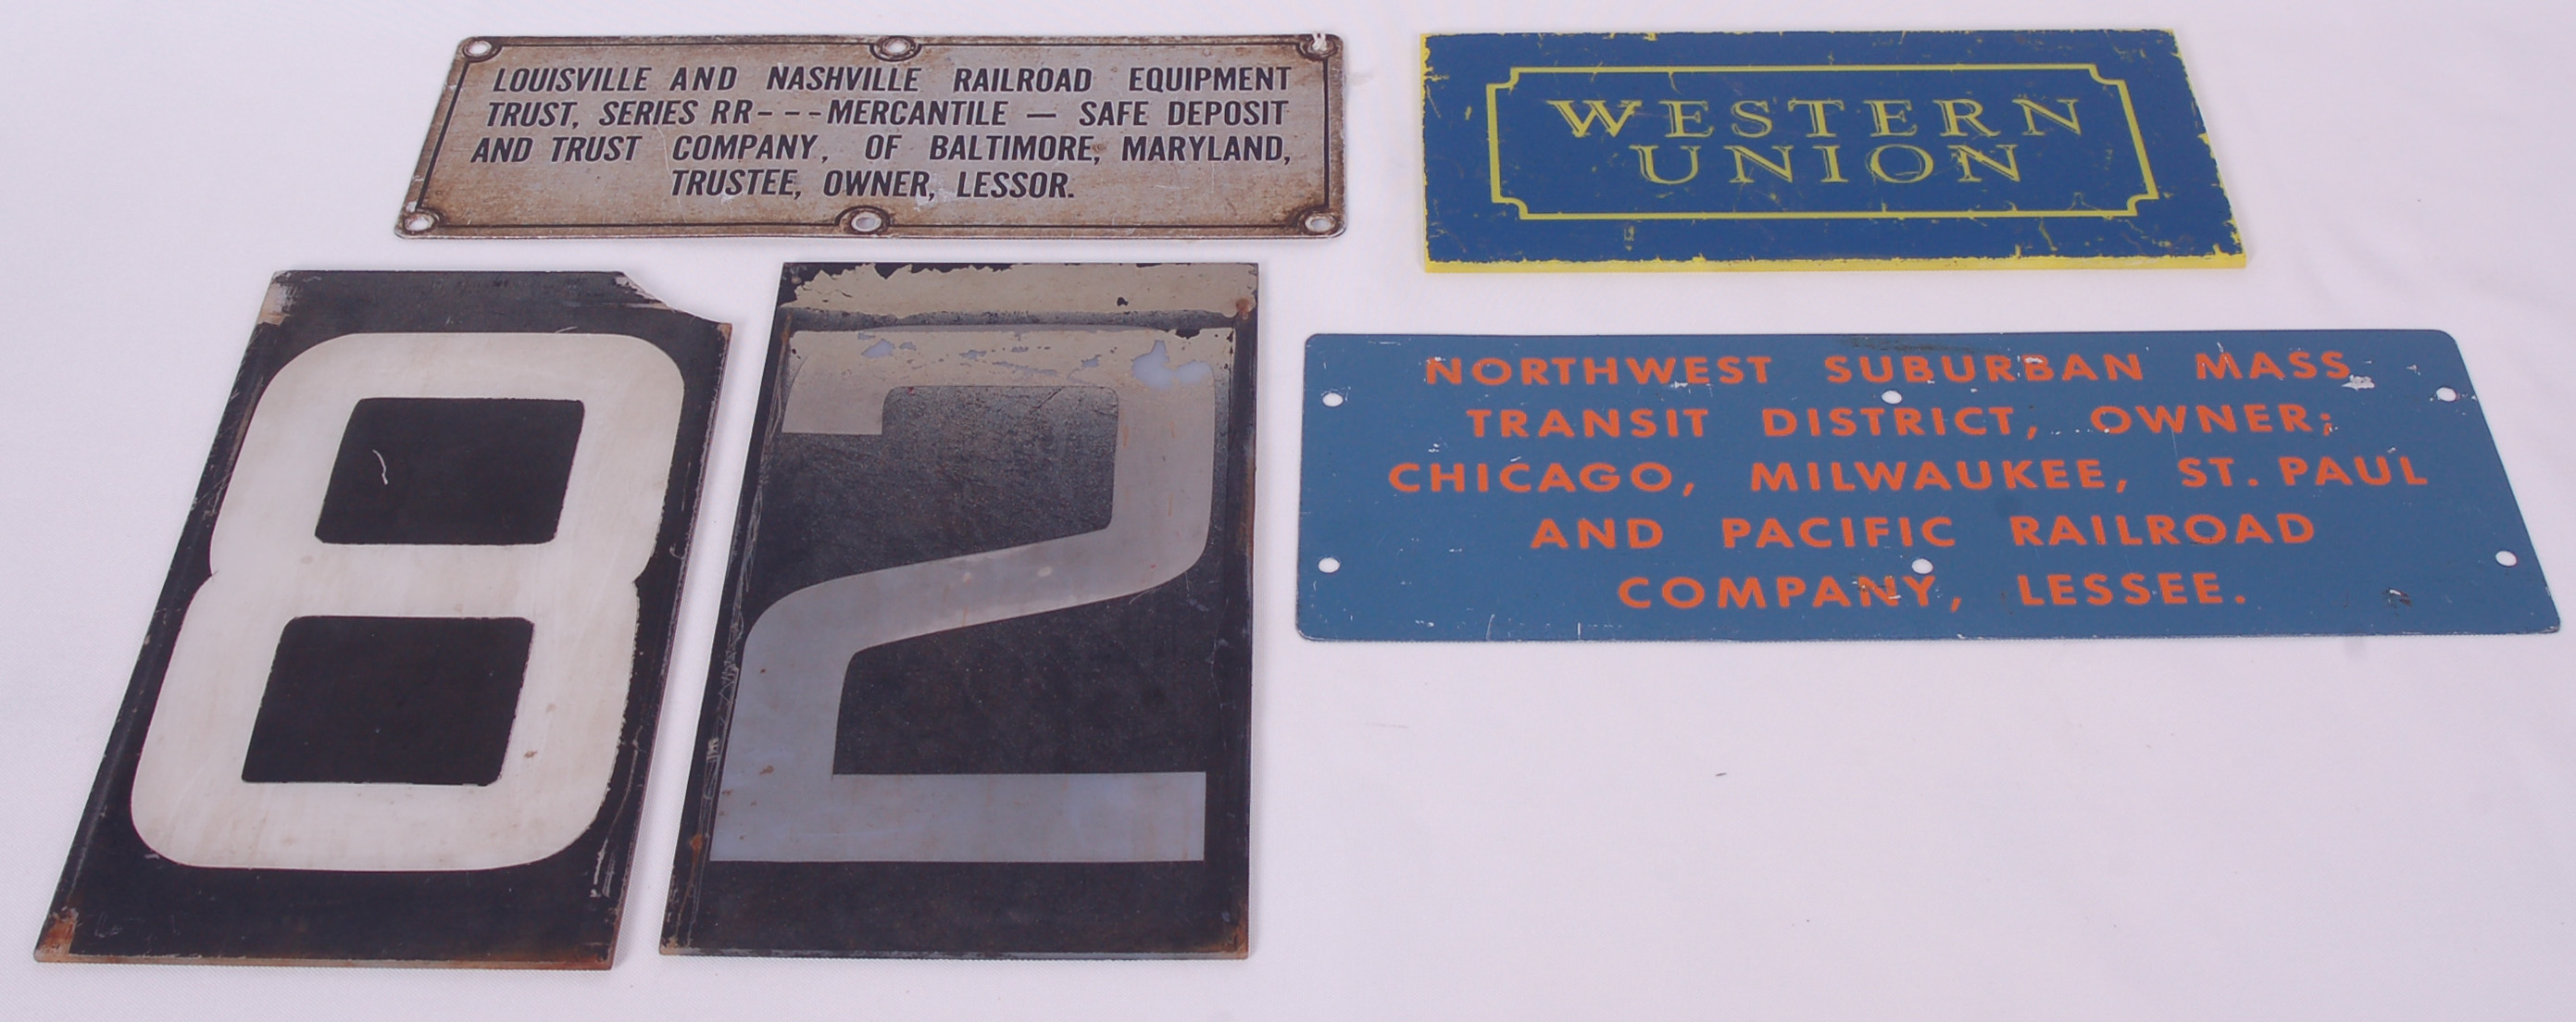 LOUISVILLE AND NASHVILLE RAILROAD EQUIPMENT
TRUST, SERIES RR---MERCANTILE — SAFE DEPOSIT
AND TRUST COMPANY, OF BALTIMORE, MARYLAND,
TRUSTEE, OWNER, LESSOR.
WESTERN
UNION
8
2
NORTHWEST SUBURBAN MASS
TRANSIT DISTRICT, OWNER;
CHICAGO, MILWAUKEE, ST. PAUL
AND PACIFIC RAILROAD
COMPANY, LESSEE.